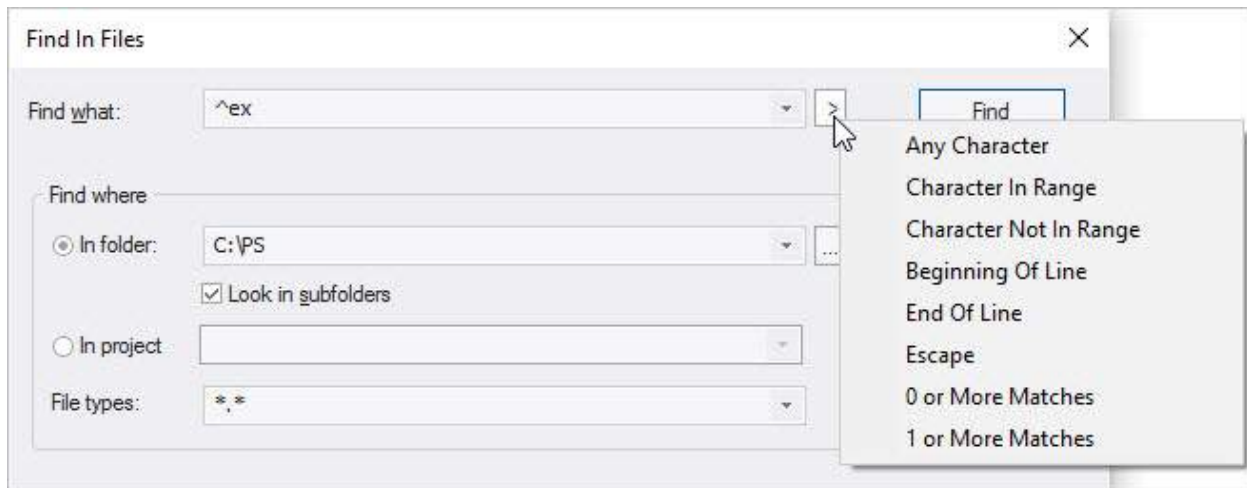 Find In Files
Find what:
^ex
>
Find
Any Character
Character In Range
Character Not In Range
Beginning Of Line
End Of Line
Escape
0 or More Matches
1 or More Matches
Find where
In folder:
C:\PS
...
Look in subfolders
In project
File types:
*.*